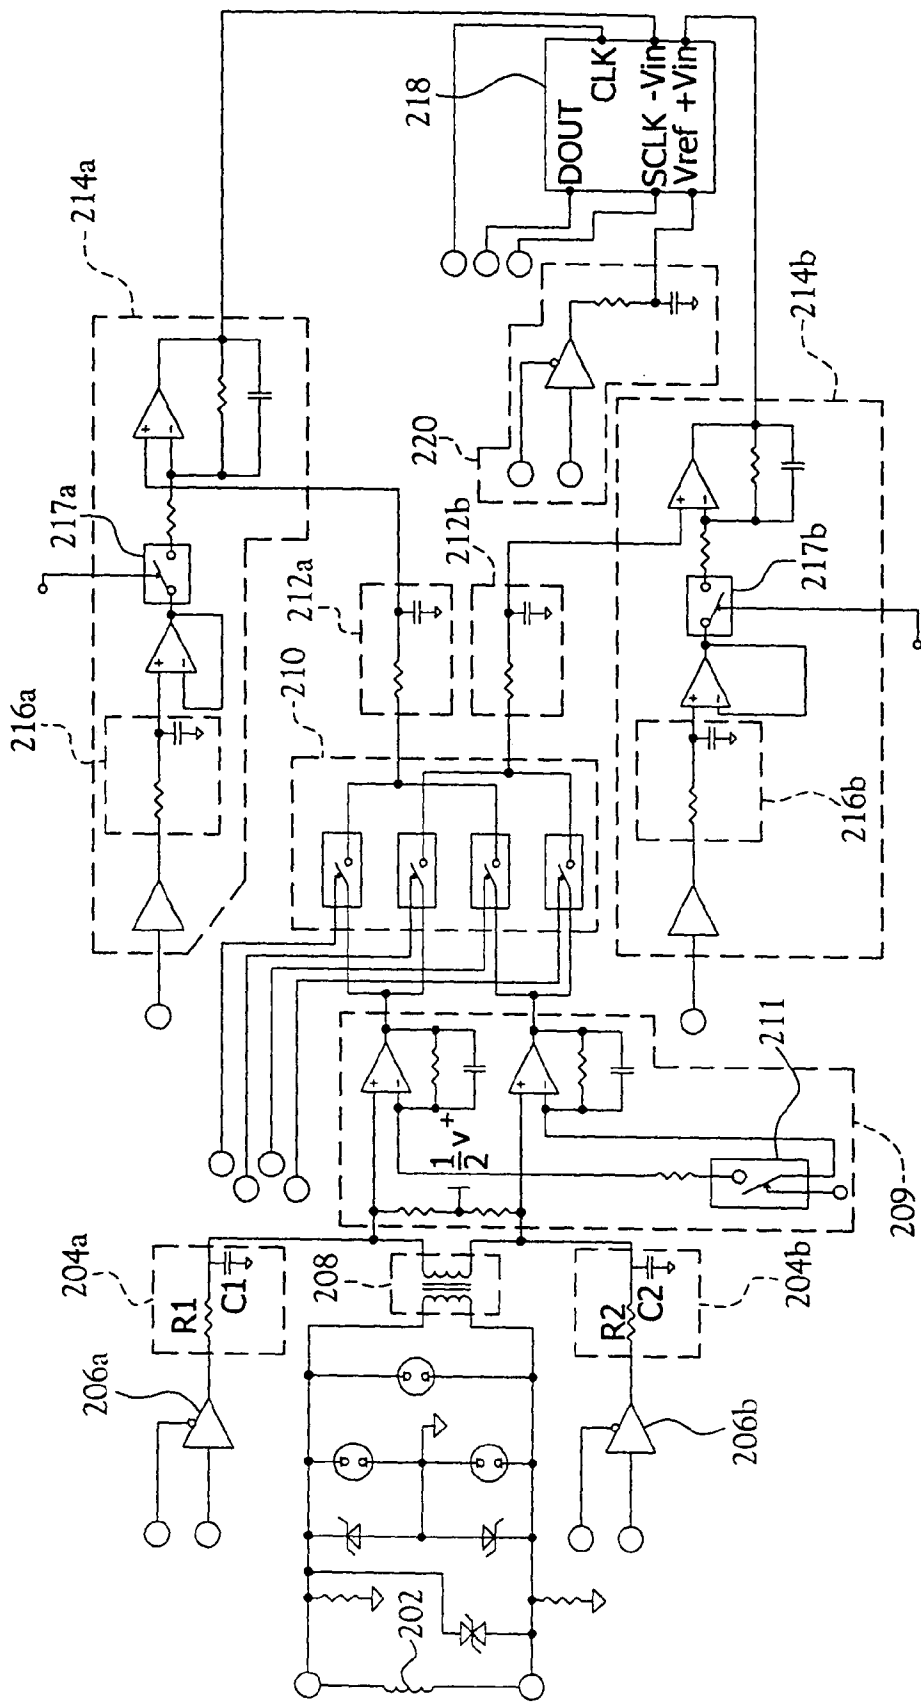 214a
217a
216a
218
DOUT
CLK
SCLK -Vin
Vref +Vin
220
212b
212a
210
214b
217b
216b
211
209
1/2 v+
+
-
+
-
+
-
+
-
+
-
+
-
204a
R1
C1
208
204b
R2
C2
206a
206b
202